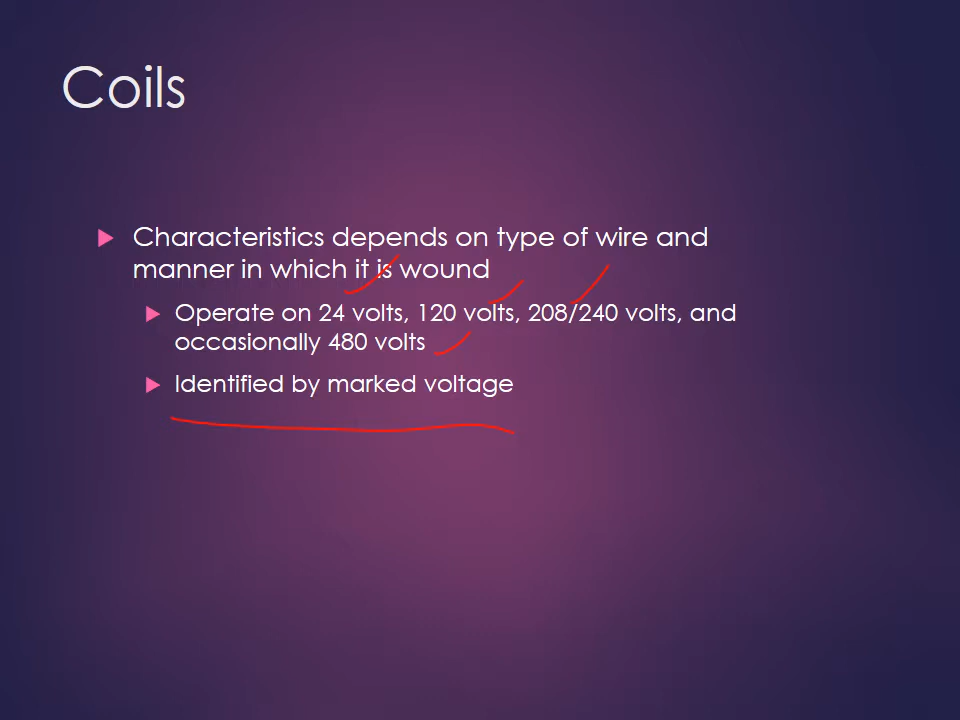 Coils
Characteristics depends on type of wire and
manner in which it is wound
Operate on 24 volts, 120 volts, 208/240 volts, and
occasionally 480 volts
Identified by marked voltage